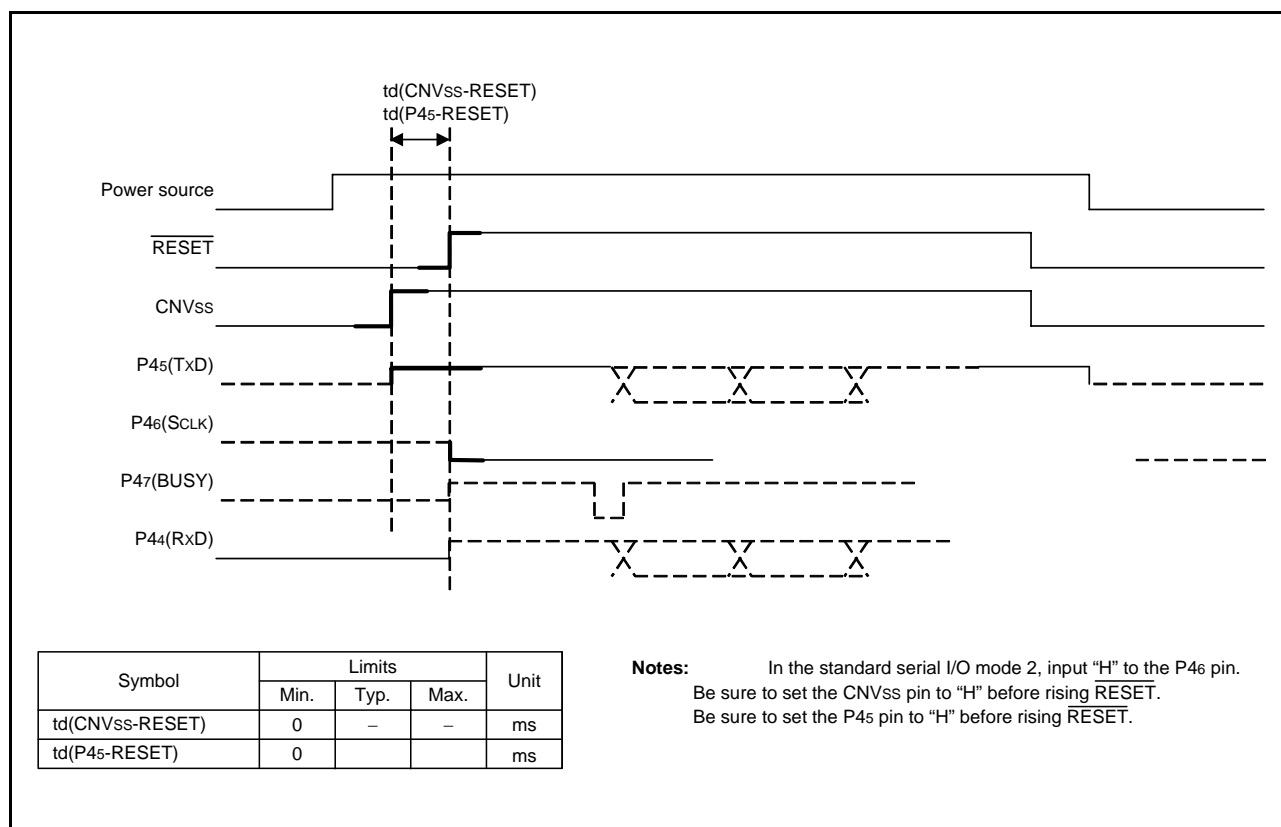 td(CNVSS-RESET)
td(P45-RESET)
Power source
RESET
CNVSS
P45(TXD)
P46(SCLK)
P47(BUSY)
P44(RXD)
Symbol Limits Unit
Min. Typ. Max.
td(CNVSS-RESET) 0 – – ms
td(P45-RESET) 0 ms
Notes: In the standard serial I/O mode 2, input “H” to the P46 pin.
Be sure to set the CNVSS pin to “H” before rising RESET.
Be sure to set the P45 pin to “H” before rising RESET.